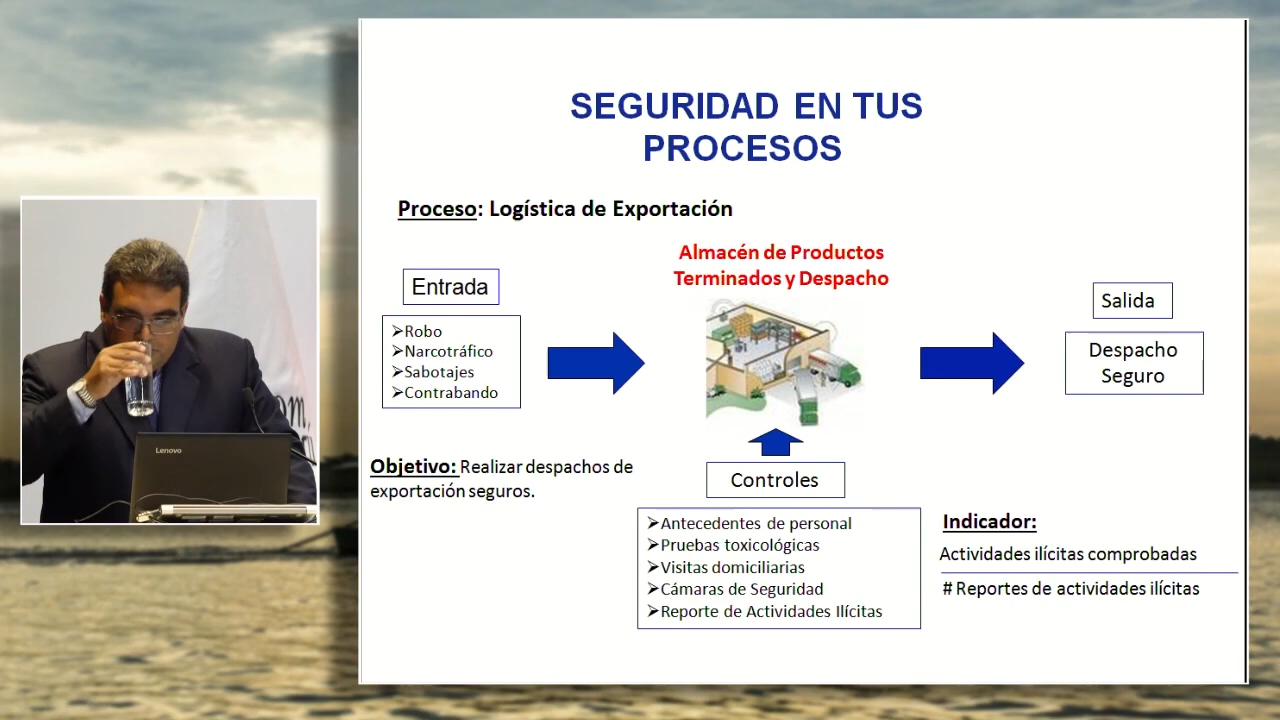 SEGURIDAD EN TUS
PROCESOS
Proceso: Logística de Exportación
Almacén de Productos
Terminados y Despacho
Entrada
➢Robo
➢Narcotráfico
➢Sabotajes
➢Contrabando
Salida
Despacho
Seguro
Objetivo: Realizar despachos de
exportación seguros.
Controles
➢Antecedentes de personal
➢Pruebas toxicológicas
➢Visitas domiciliarias
➢Cámaras de Seguridad
➢Reporte de Actividades Ilícitas
Indicador:
Actividades ilícitas comprobadas
# Reportes de actividades ilícitas
Lenovo